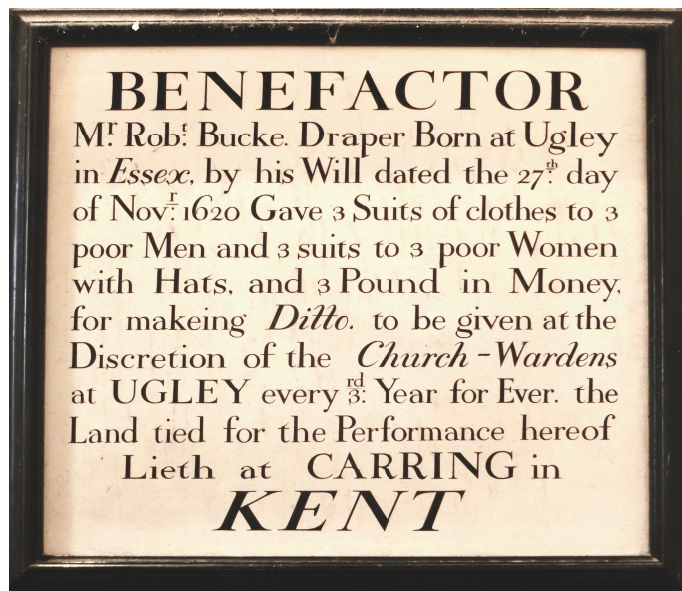 BENEFACTOR
Mr. Robt. Bucke. Draper Born at Ugley
in Essex, by his Will dated the 27th. day
of Novr. 1620 Gave 3 Suits of clothes to 3
poor Men and 3 suits to 3 poor Women
with Hats, and 3 Pound in Money,
for makeing Ditto. to be given at the
Discretion of the Church-Wardens
at UGLEY every 3rd. Year for Ever. the
Land tied for the Performance hereof
Lieth at CARRING in
KENT